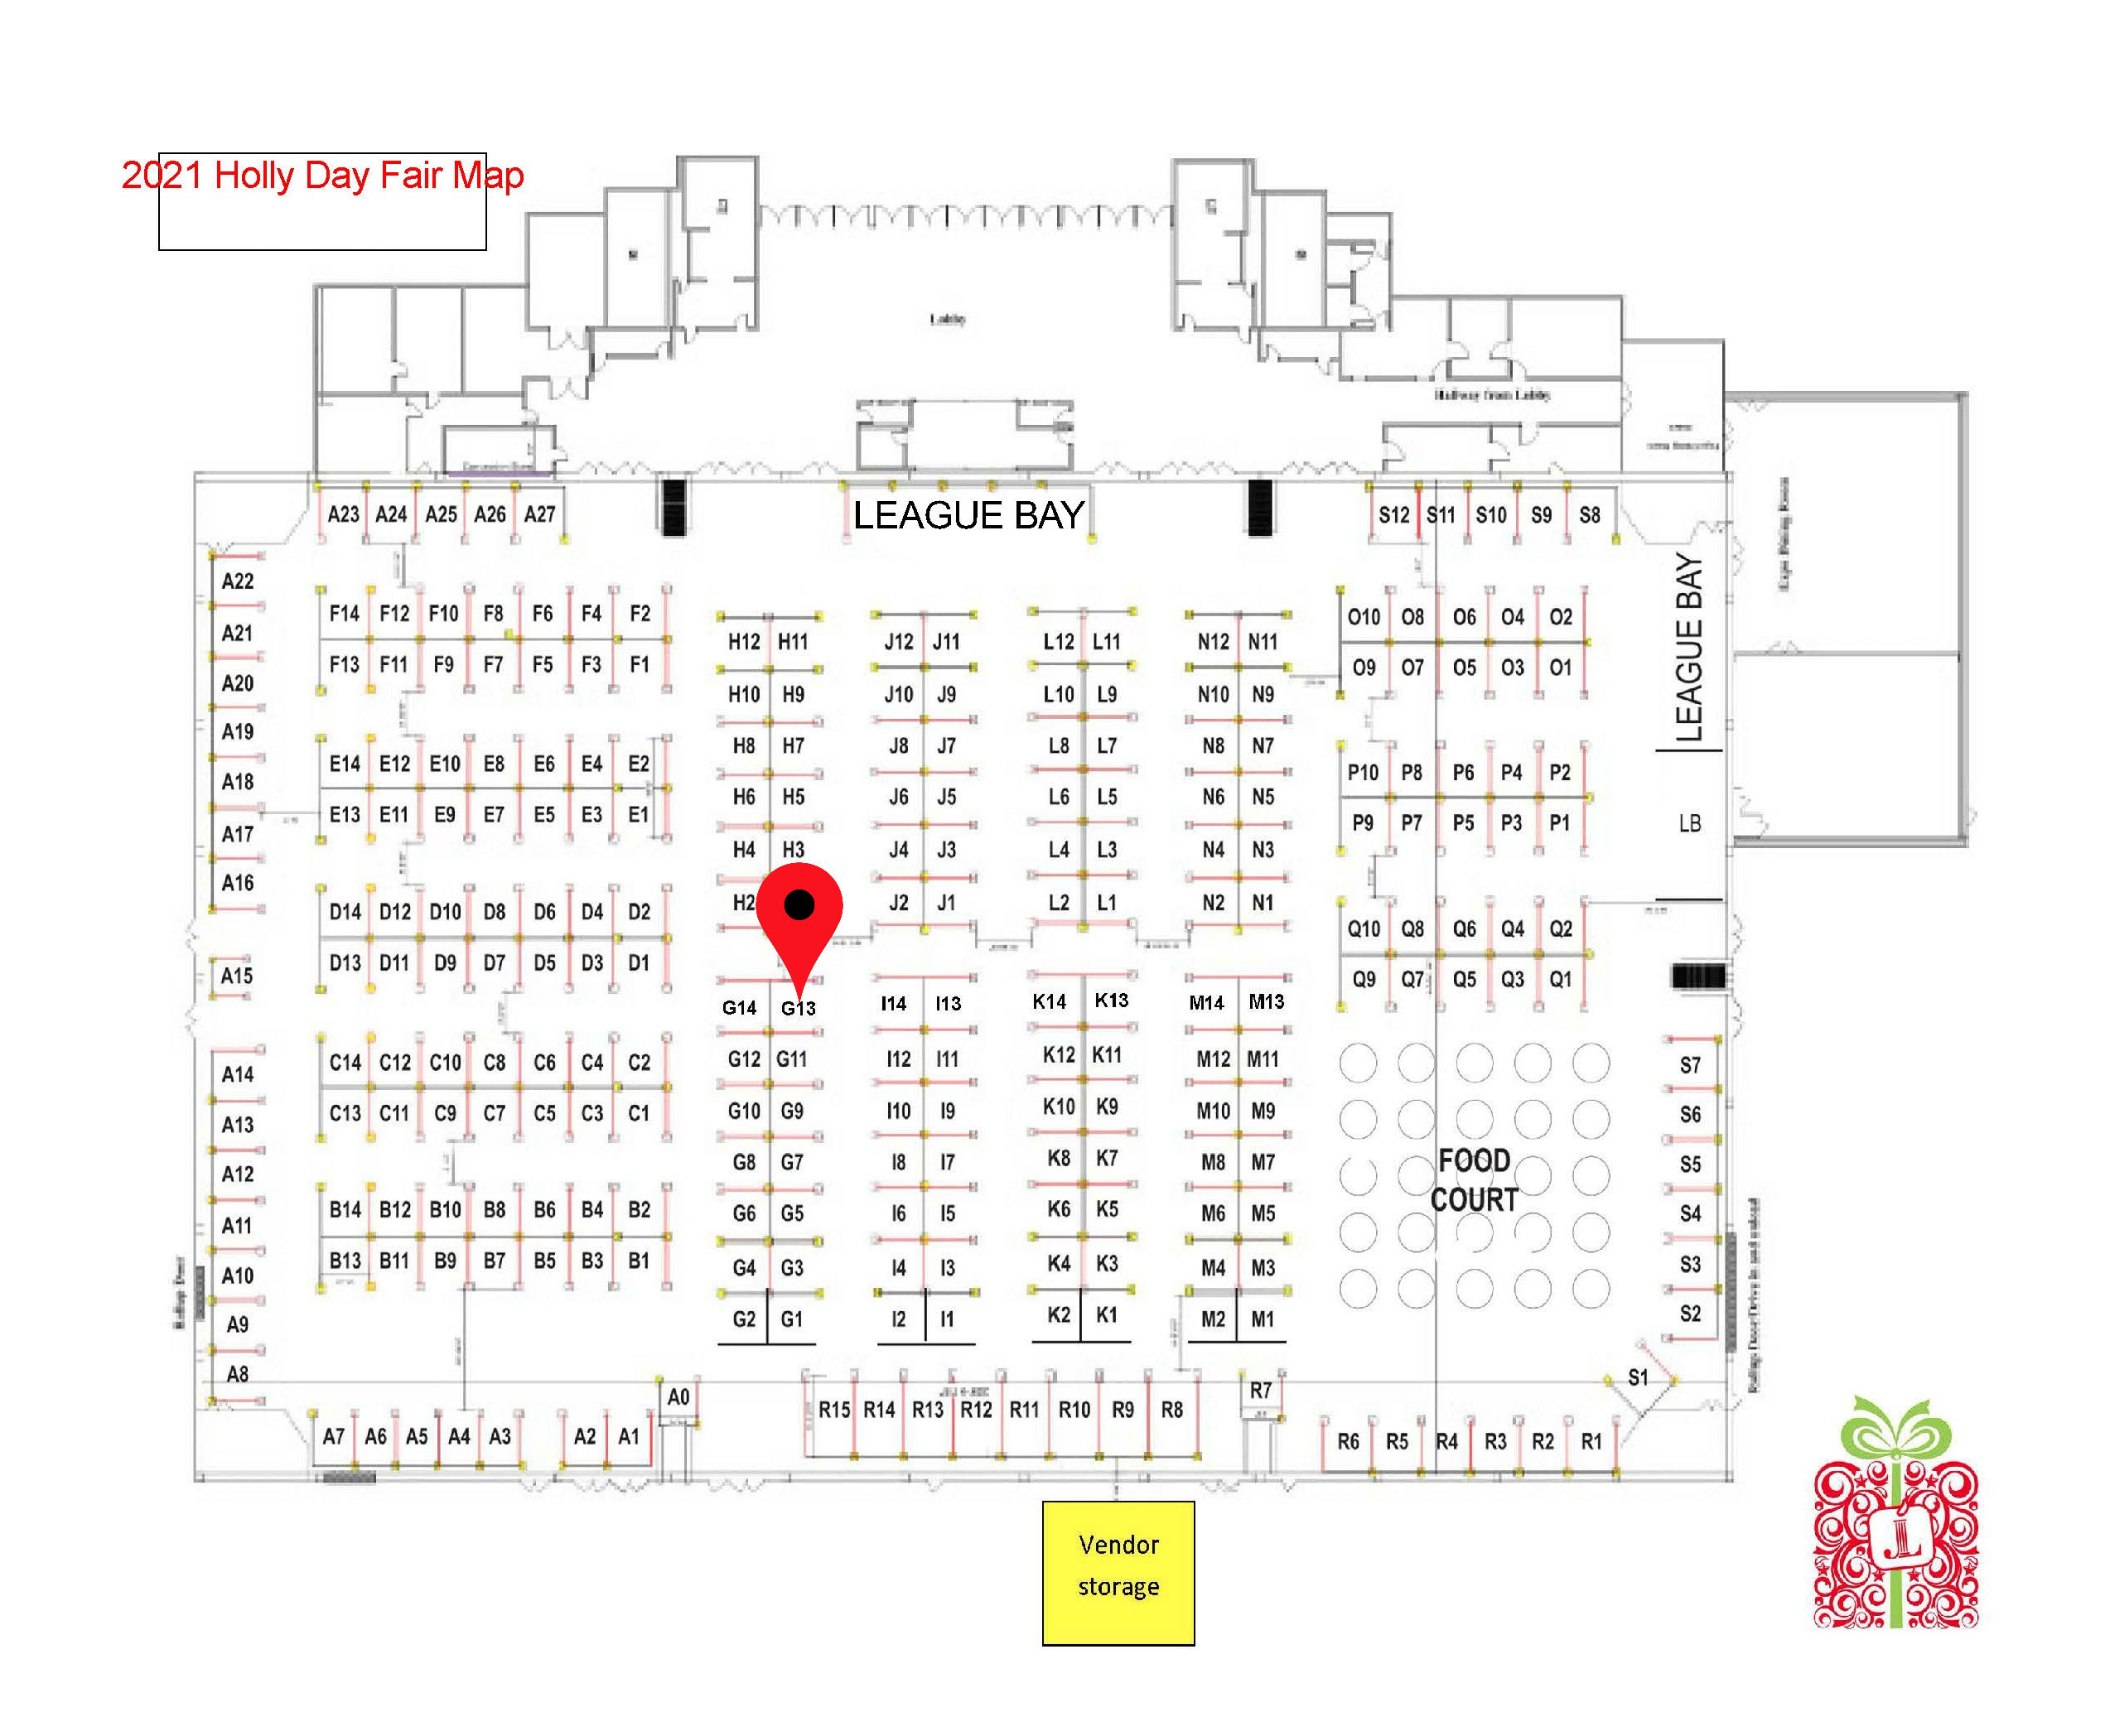 2021 Holly Day Fair Map
Lobby
Hallway from Lobby
LEAGUE BAY
A23 A24 A25 A26 A27
S12 S11 S10 S9 S8
LEAGUE BAY
LB
A22
A21
A20
A19
A18
A17
A16
A15
A14
A13
A12
A11
A10
A9
A8
F14 F12 F10 F8 F6 F4 F2
F13 F11 F9 F7 F5 F3 F1
E14 E12 E10 E8 E6 E4 E2
E13 E11 E9 E7 E5 E3 E1
D14 D12 D10 D8 D6 D4 D2
D13 D11 D9 D7 D5 D3 D1
C14 C12 C10 C8 C6 C4 C2
C13 C11 C9 C7 C5 C3 C1
B14 B12 B10 B8 B6 B4 B2
B13 B11 B9 B7 B5 B3 B1
H12 H11
H10 H9
H8 H7
H6 H5
H4 H3
H2
G14 G13
G12 G11
G10 G9
G8 G7
G6 G5
G4 G3
G2 G1
J12 J11
J10 J9
J8 J7
J6 J5
J4 J3
J2 J1
I14 I13
I12 I11
I10 I9
I8 I7
I6 I5
I4 I3
I2 I1
L12 L11
L10 L9
L8 L7
L6 L5
L4 L3
L2 L1
K14 K13
K12 K11
K10 K9
K8 K7
K6 K5
K4 K3
K2 K1
N12 N11
N10 N9
N8 N7
N6 N5
N4 N3
N2 N1
M14 M13
M12 M11
M10 M9
M8 M7
M6 M5
M4 M3
M2 M1
O10 O8 O6 O4 O2
O9 O7 O5 O3 O1
P10 P8 P6 P4 P2
P9 P7 P5 P3 P1
Q10 Q8 Q6 Q4 Q2
Q9 Q7 Q5 Q3 Q1
FOOD
COURT
S7
S6
S5
S4
S3
S2
S1
A7 A6 A5 A4 A3 A2 A1
A0
R15 R14 R13 R12 R11 R10 R9 R8
R7
R6 R5 R4 R3 R2 R1
Vendor
storage
JL